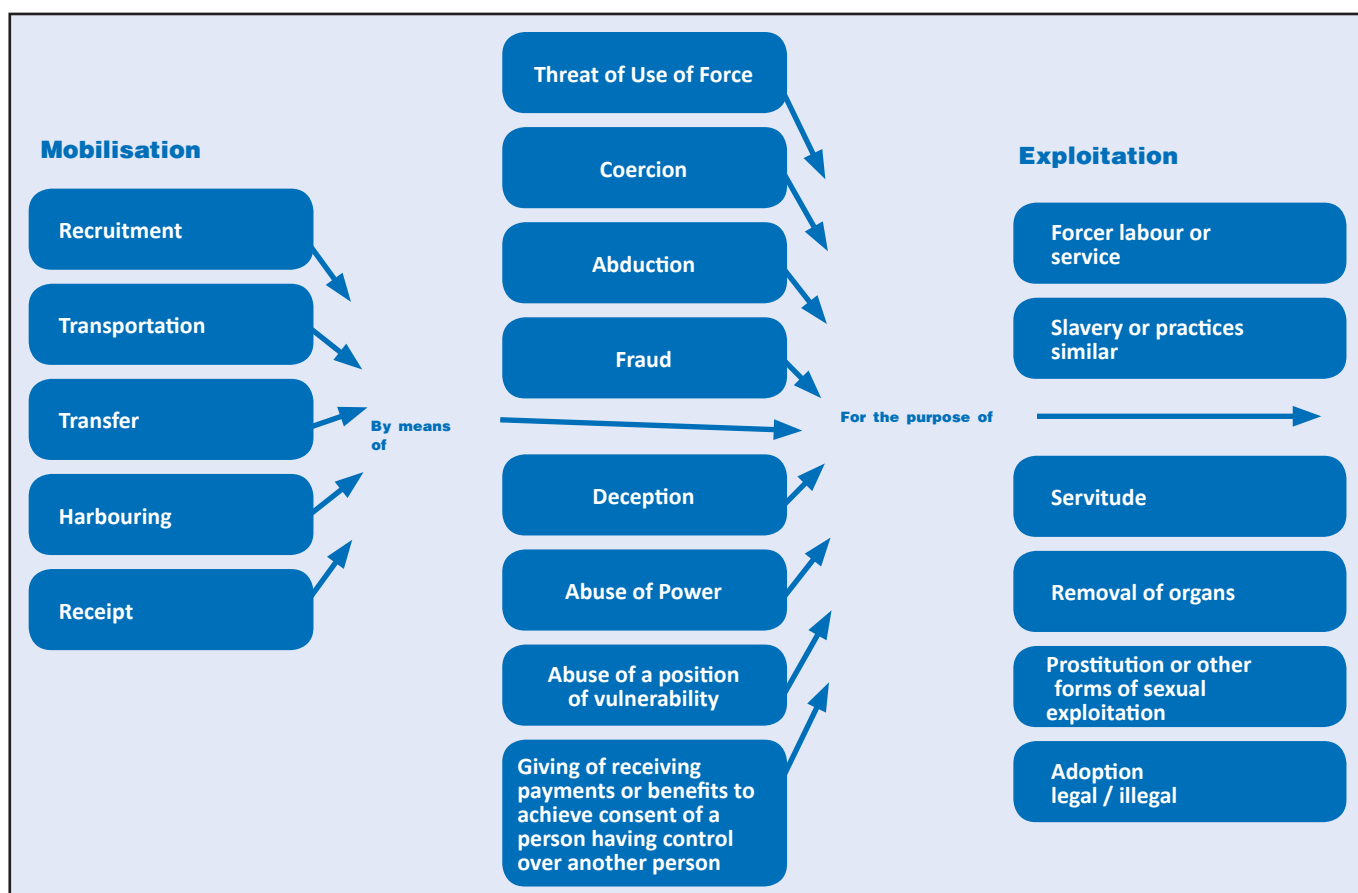 Mobilisation
Recruitment
Transportation
Transfer
Harbouring
Receipt
By means
of
Threat of Use of Force
Coercion
Abduction
Fraud
Deception
Abuse of Power
Abuse of a position
of vulnerability
Giving of receiving
payments or benefits to
achieve consent of a
person having control
over another person
For the purpose of
Exploitation
Forcer labour or
service
Slavery or practices
similar
Servitude
Removal of organs
Prostitution or other
forms of sexual
exploitation
Adoption
legal / illegal